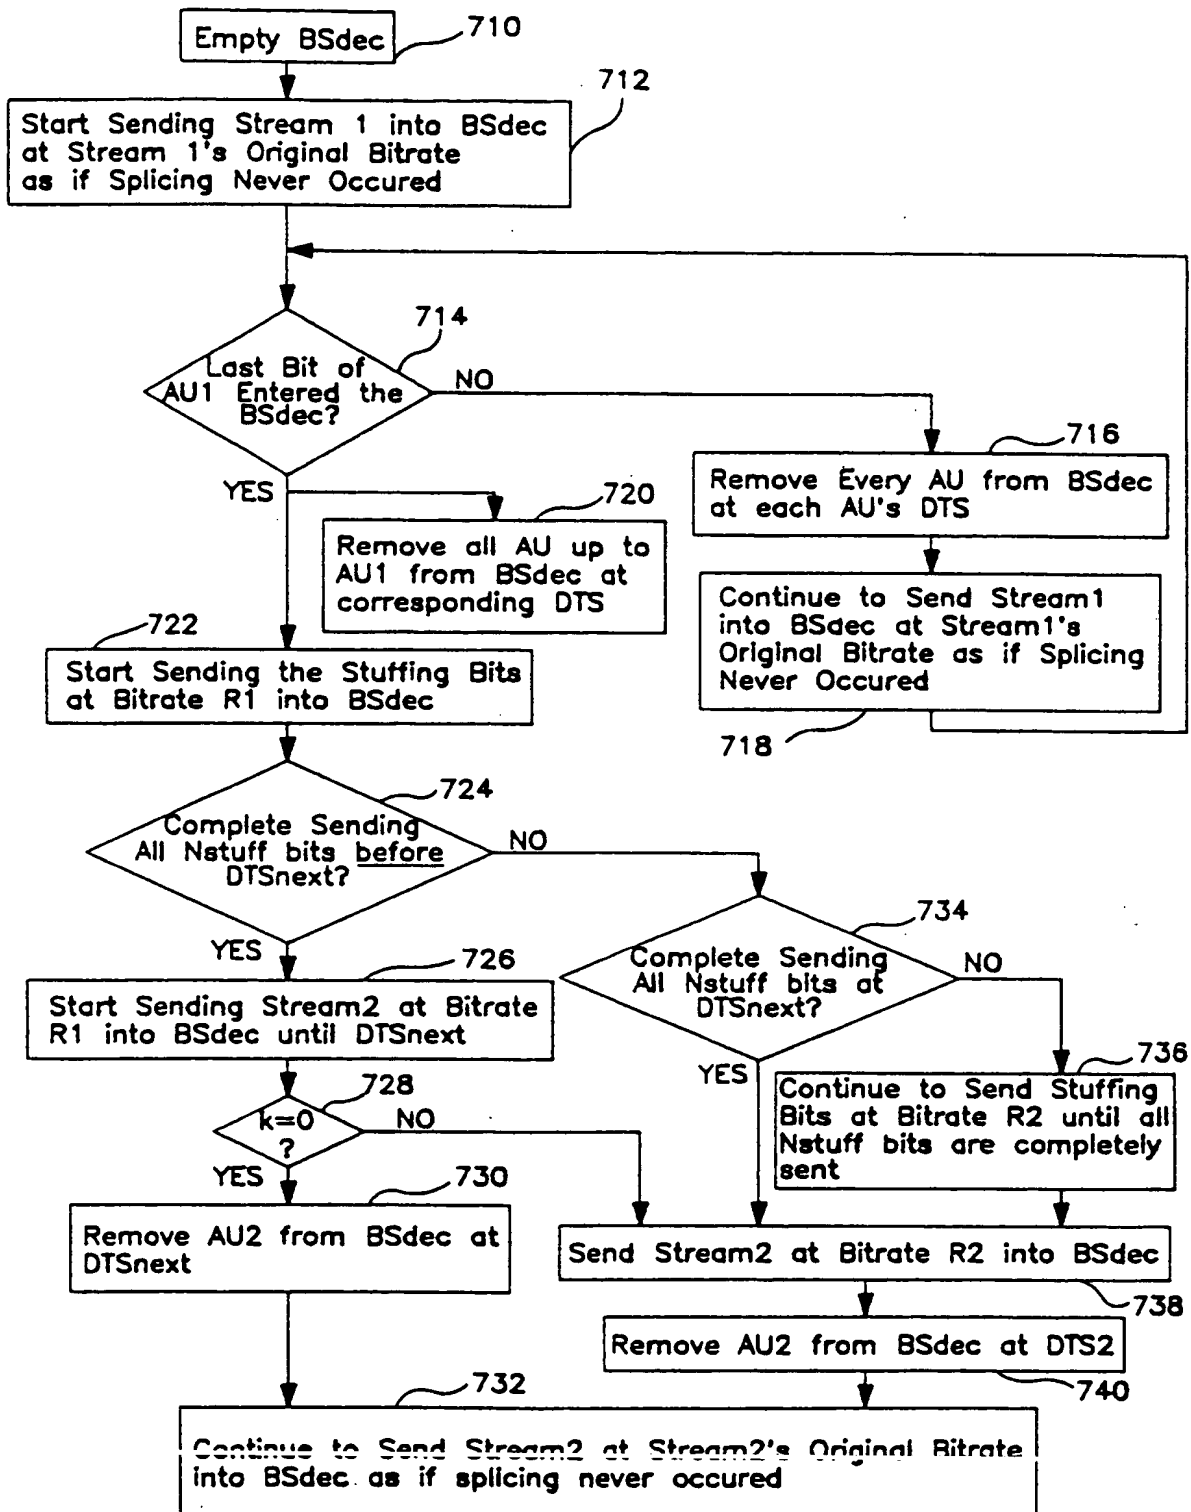 Empty BSdec
710
712
Start Sending Stream 1 into BSdec
at Stream 1's Original Bitrate
as if Splicing Never Occured
714
Last Bit of
AU1 Entered the
BSdec?
NO
YES
716
Remove Every AU from BSdec
at each AU's DTS
720
Remove all AU up to
AU1 from BSdec at
corresponding DTS
Continue to Send Stream1
into BSdec at Stream1's
Original Bitrate as if Splicing
Never Occured
718
722
Start Sending the Stuffing Bits
at Bitrate R1 into BSdec
724
Complete Sending
All Nstuff bits before
DTSnext?
NO
YES
734
Complete Sending
All Nstuff bits at
DTSnext?
NO
YES
726
Start Sending Stream2 at Bitrate
R1 into BSdec until DTSnext
736
Continue to Send Stuffing
Bits at Bitrate R2 until all
Nstuff bits are completely
sent
728
k=0
?
NO
YES
730
Remove AU2 from BSdec at
DTSnext
Send Stream2 at Bitrate R2 into BSdec
738
Remove AU2 from BSdec at DTS2
740
732
Continue to Send Stream2 at Stream2's Original Bitrate
into BSdec as if splicing never occured